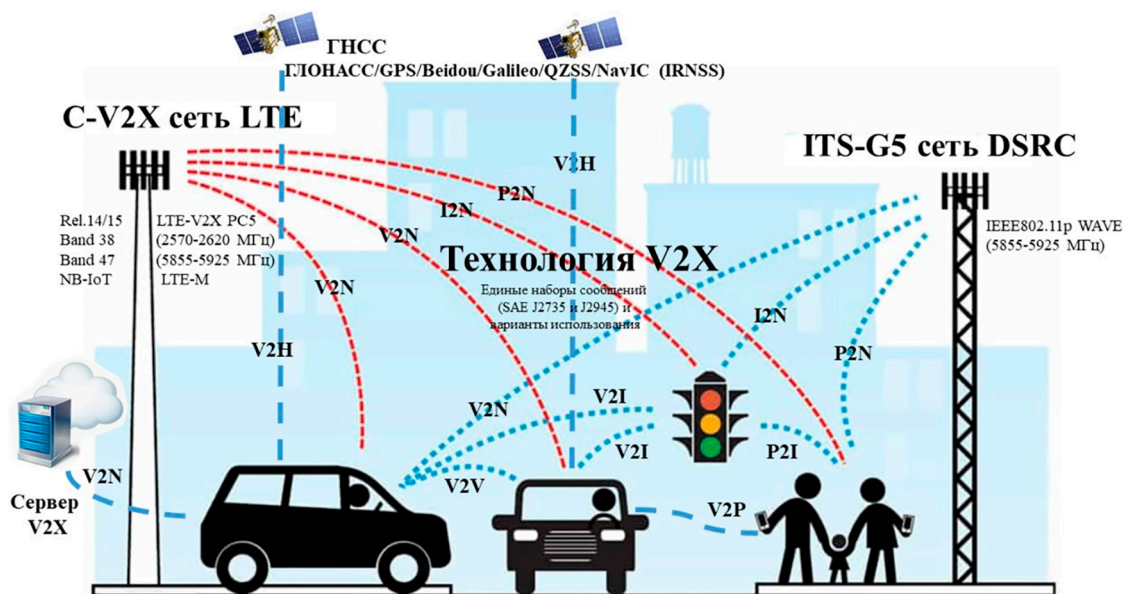 ГНСС
ГЛОНАСС/GPS/Beidou/Galileo/QZSS/NavIC (IRNSS)
C-V2X сеть LTE
ITS-G5 сеть DSRC
V2H
P2N
I2N
V2N
Rel.14/15 LTE-V2X PC5
Band 38 (2570-2620 МГц)
Band 47 (5855-5925 МГц)
NB-IoT LTE-M
IEEE802.11p WAVE
(5855-5925 МГц)
Технология V2X
Единые наборы сообщений
(SAE J2735 и J2945) и
варианты использования
V2N
I2N
V2H
P2N
V2N
V2I
V2I
P2I
V2N
V2V
Сервер
V2X
V2P